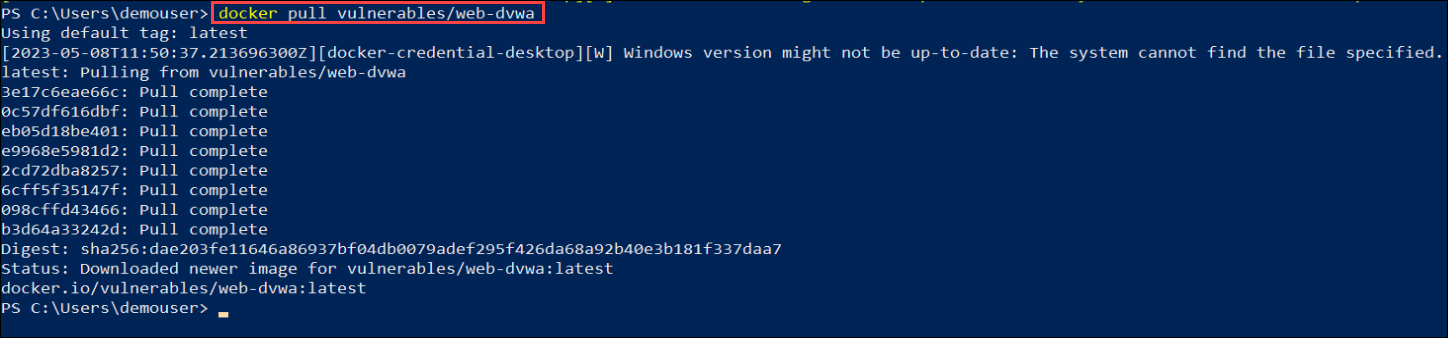 PS C:\Users\demouser> docker pull vulnerables/web-dvwa
Using default tag: latest
[2023-05-08T11:50:37.213696300Z][docker-credential-desktop][W] Windows version might not be up-to-date: The system cannot find the file specified.
latest: Pulling from vulnerables/web-dvwa
3e17c6eae66c: Pull complete
0c57df616dbf: Pull complete
eb05d18be401: Pull complete
e9968e5981d2: Pull complete
2cd72dba8257: Pull complete
6cff5f35147f: Pull complete
098cffd43466: Pull complete
b3d64a33242d: Pull complete
Digest: sha256:dae203fe11646a86937bf04db0079adef295f426da68a92b40e3b181f337daa7
Status: Downloaded newer image for vulnerables/web-dvwa:latest
docker.io/vulnerables/web-dvwa:latest
PS C:\Users\demouser>